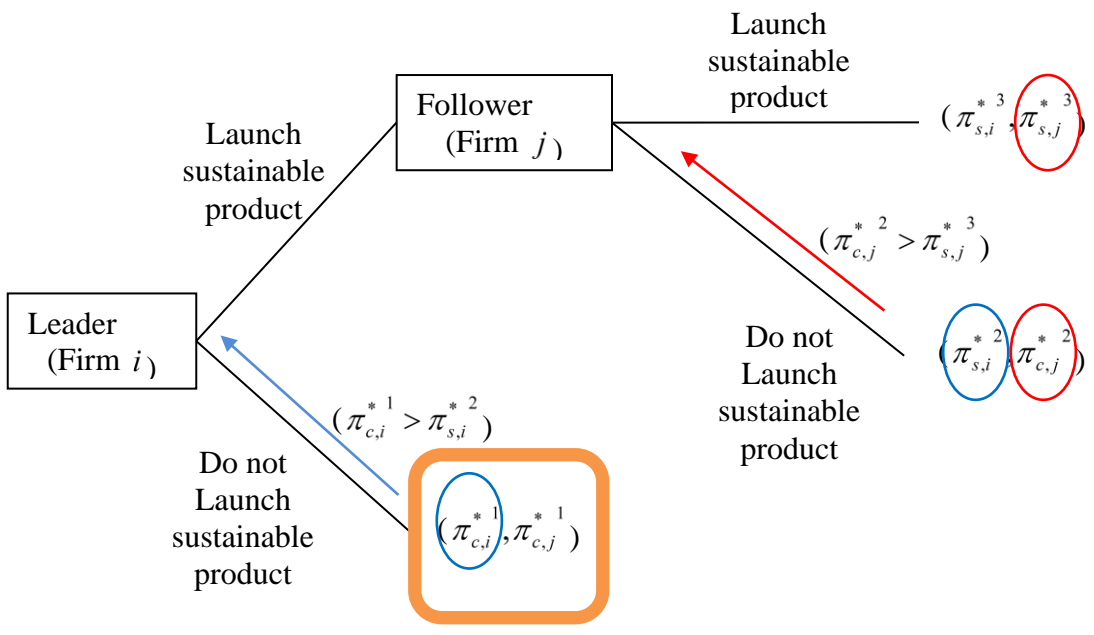 Launch
sustainable
product
Follower
(Firm j)
(π*³s,i, π*³s,j)
Launch
sustainable
product
(π*²c,j > π*³s,j)
Leader
(Firm i)
Do not
Launch
sustainable
product
(π*²s,i, π*²c,j)
(π*¹c,i > π*²s,i)
Do not
Launch
sustainable
product
(π*¹c,i, π*¹c,j)